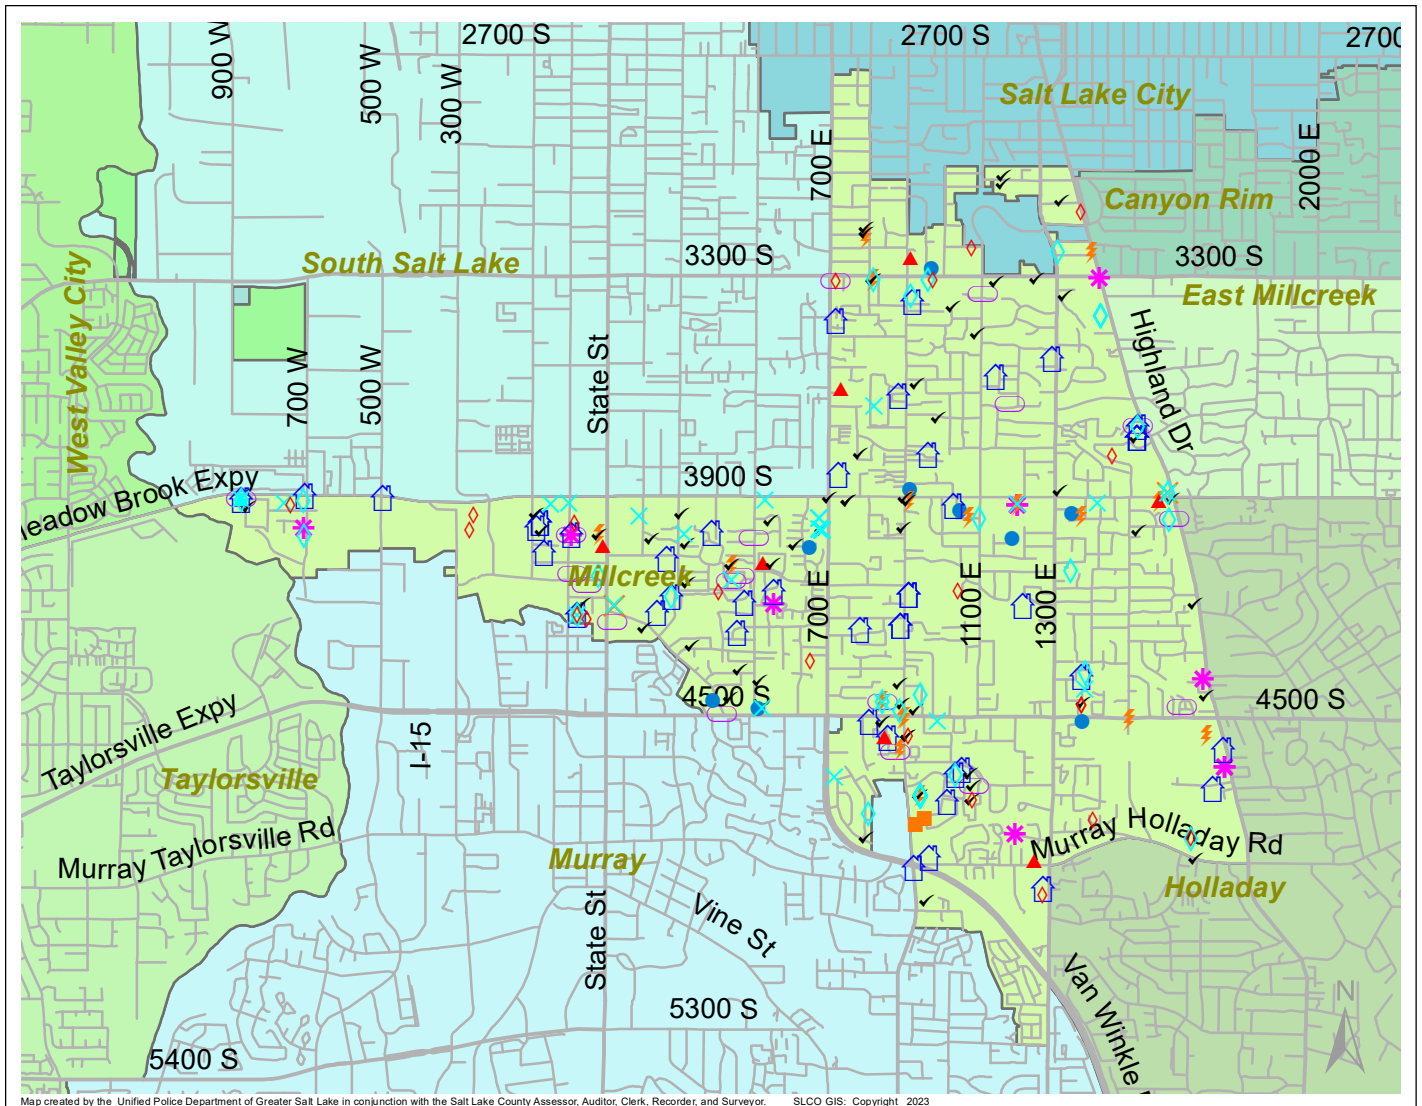 2700 S
2700 S
2700
900 W
500 W
300 W
Salt Lake City
700 E
2000 E
Canyon Rim
3300 S
3300 S
South Salt Lake
East Millcreek
West Valley City
Highland Dr
State St
700 W
500 W
3900 S
eadow Brook Expy
Millcreek
700 E
1100 E
1300 E
4500 S
4500 S
Taylorsville Expy
I-15
Taylorsville
Murray Taylorsville Rd
Murray Holladay Rd
Murray
Holladay
State St
Vine St
Van Winkle
5300 S
N
5400 S
Map created by the Unified Police Department of Greater Salt Lake in conjunction with the Salt Lake County Assessor, Auditor, Clerk, Recorder, and Surveyor. SLCO GIS: Copyright 2023